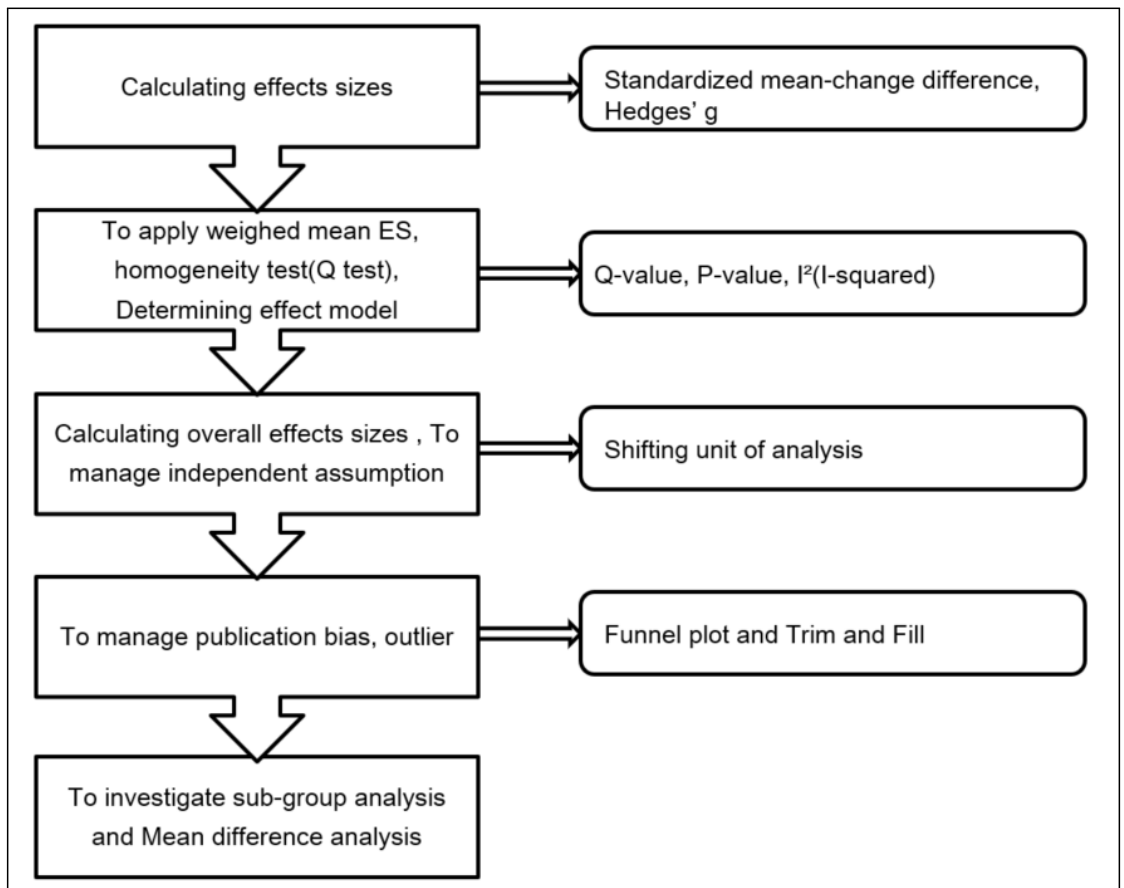 Calculating effects sizes
Standardized mean-change difference,
Hedges’ g
To apply weighed mean ES,
homogeneity test(Q test),
Determining effect model
Q-value, P-value, I²(I-squared)
Calculating overall effects sizes , To
manage independent assumption
Shifting unit of analysis
To manage publication bias, outlier
Funnel plot and Trim and Fill
To investigate sub-group analysis
and Mean difference analysis